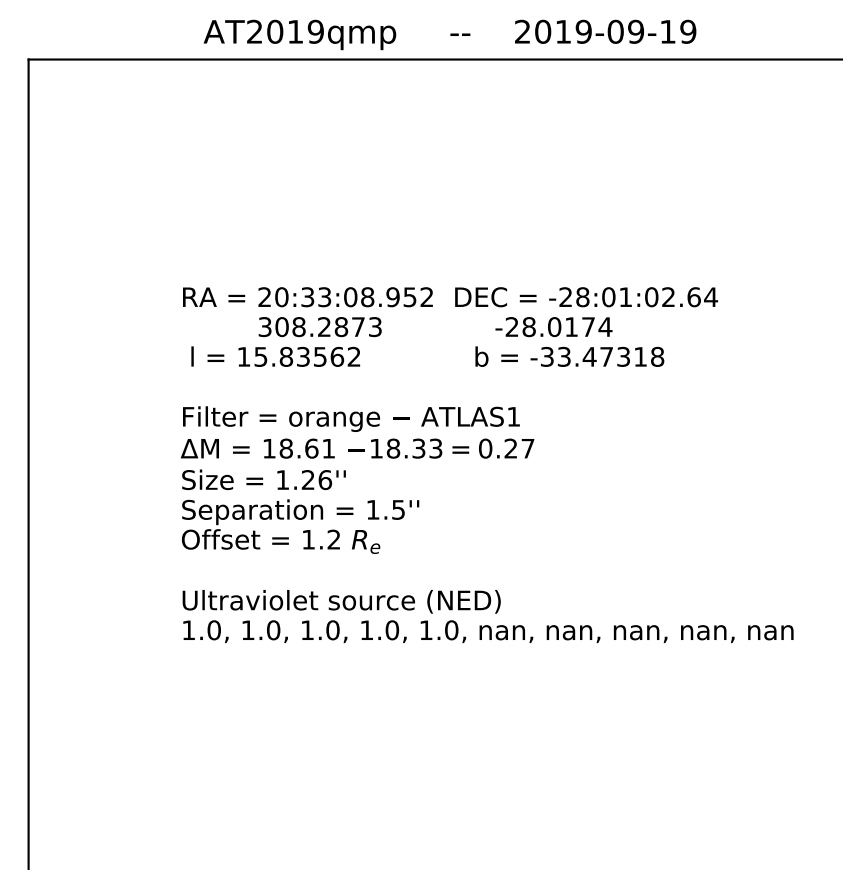 AT2019qmp -- 2019-09-19
RA = 20:33:08.952 DEC = -28:01:02.64
308.2873 -28.0174
l = 15.83562 b = -33.47318
Filter = orange − ATLAS1
ΔM = 18.61 −18.33 = 0.27
Size = 1.26''
Separation = 1.5''
Offset = 1.2 Rₑ
Ultraviolet source (NED)
1.0, 1.0, 1.0, 1.0, 1.0, nan, nan, nan, nan, nan